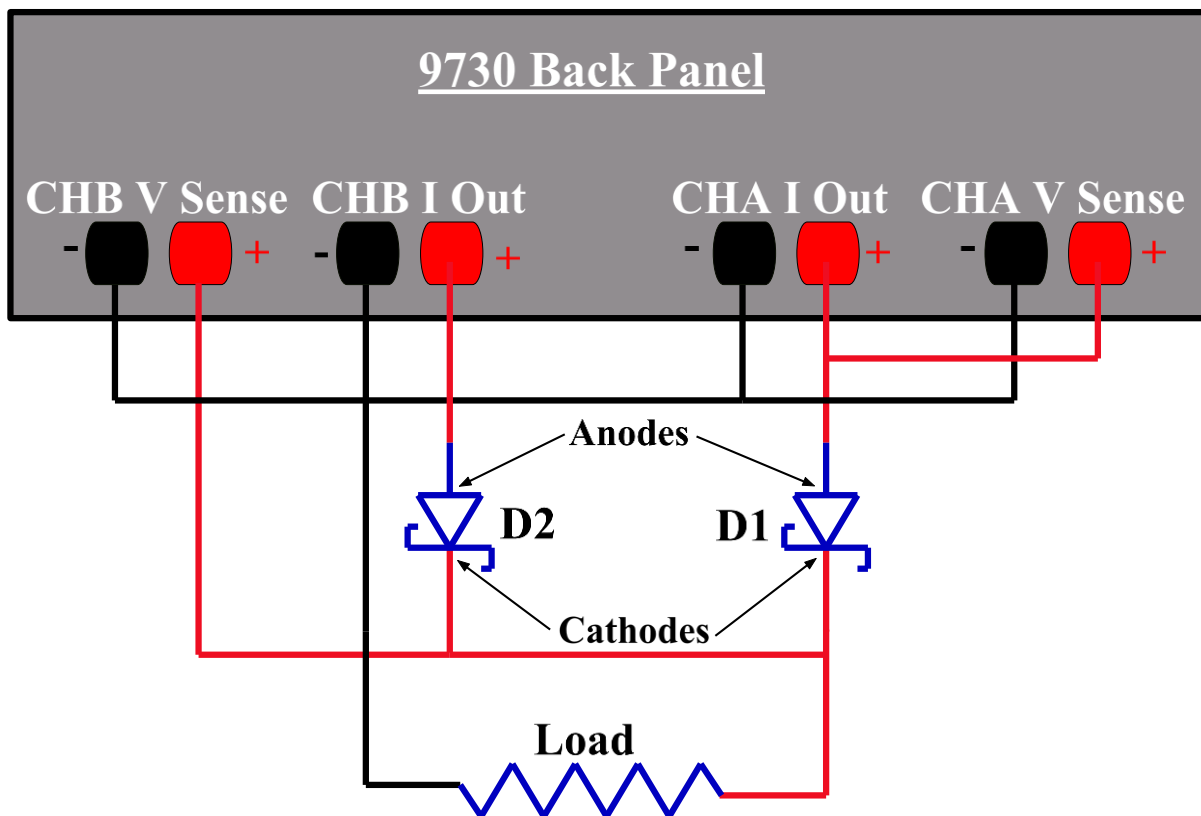 9730 Back Panel
CHB V Sense CHB I Out CHA I Out CHA V Sense
- + - + - + - +
Anodes
D2 D1
Cathodes
Load